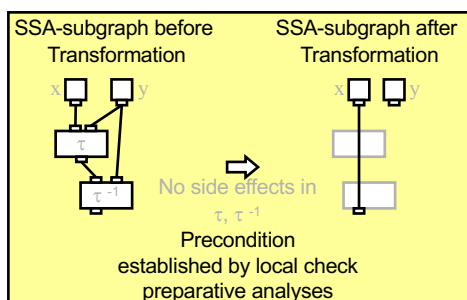 SSA-subgraph before
Transformation
SSA-subgraph after
Transformation
x
y
x
y
τ
τ -1
No side effects in
τ, τ -1
Precondition
established by local check
preparative analyses